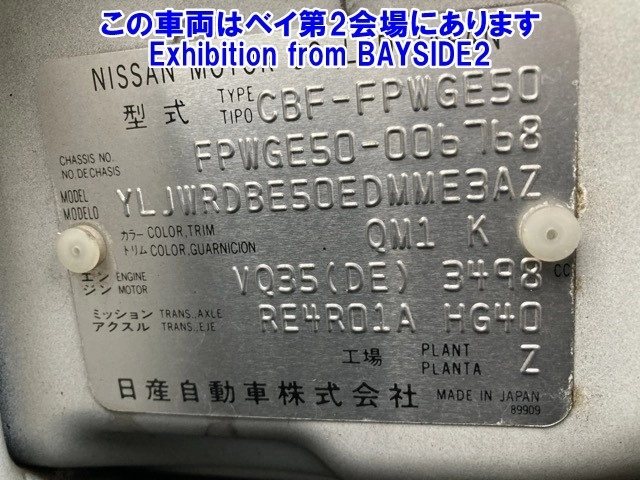 この車両はベイ第2会場にあります
Exhibition from BAYSIDE2
NISSAN MOTOR
型式 TYPE TIPO CBF-FPWGE50
CHASSIS NO. NO.DE CHASIS FPWGE50-006768
MODEL MODELO YLJWRDBE50EDMME3AZ
カラー COLOR,TRIM
トリム COLOR,GUARNICION QM1 K
エンジン ENGINE MOTOR VQ35(DE) 3498 CC
ミッション TRANS.,AXLE
アクスル TRANS.,EJE RE4R01A HG40
工場 PLANT PLANTA Z
日産自動車株式会社 MADE IN JAPAN
89909